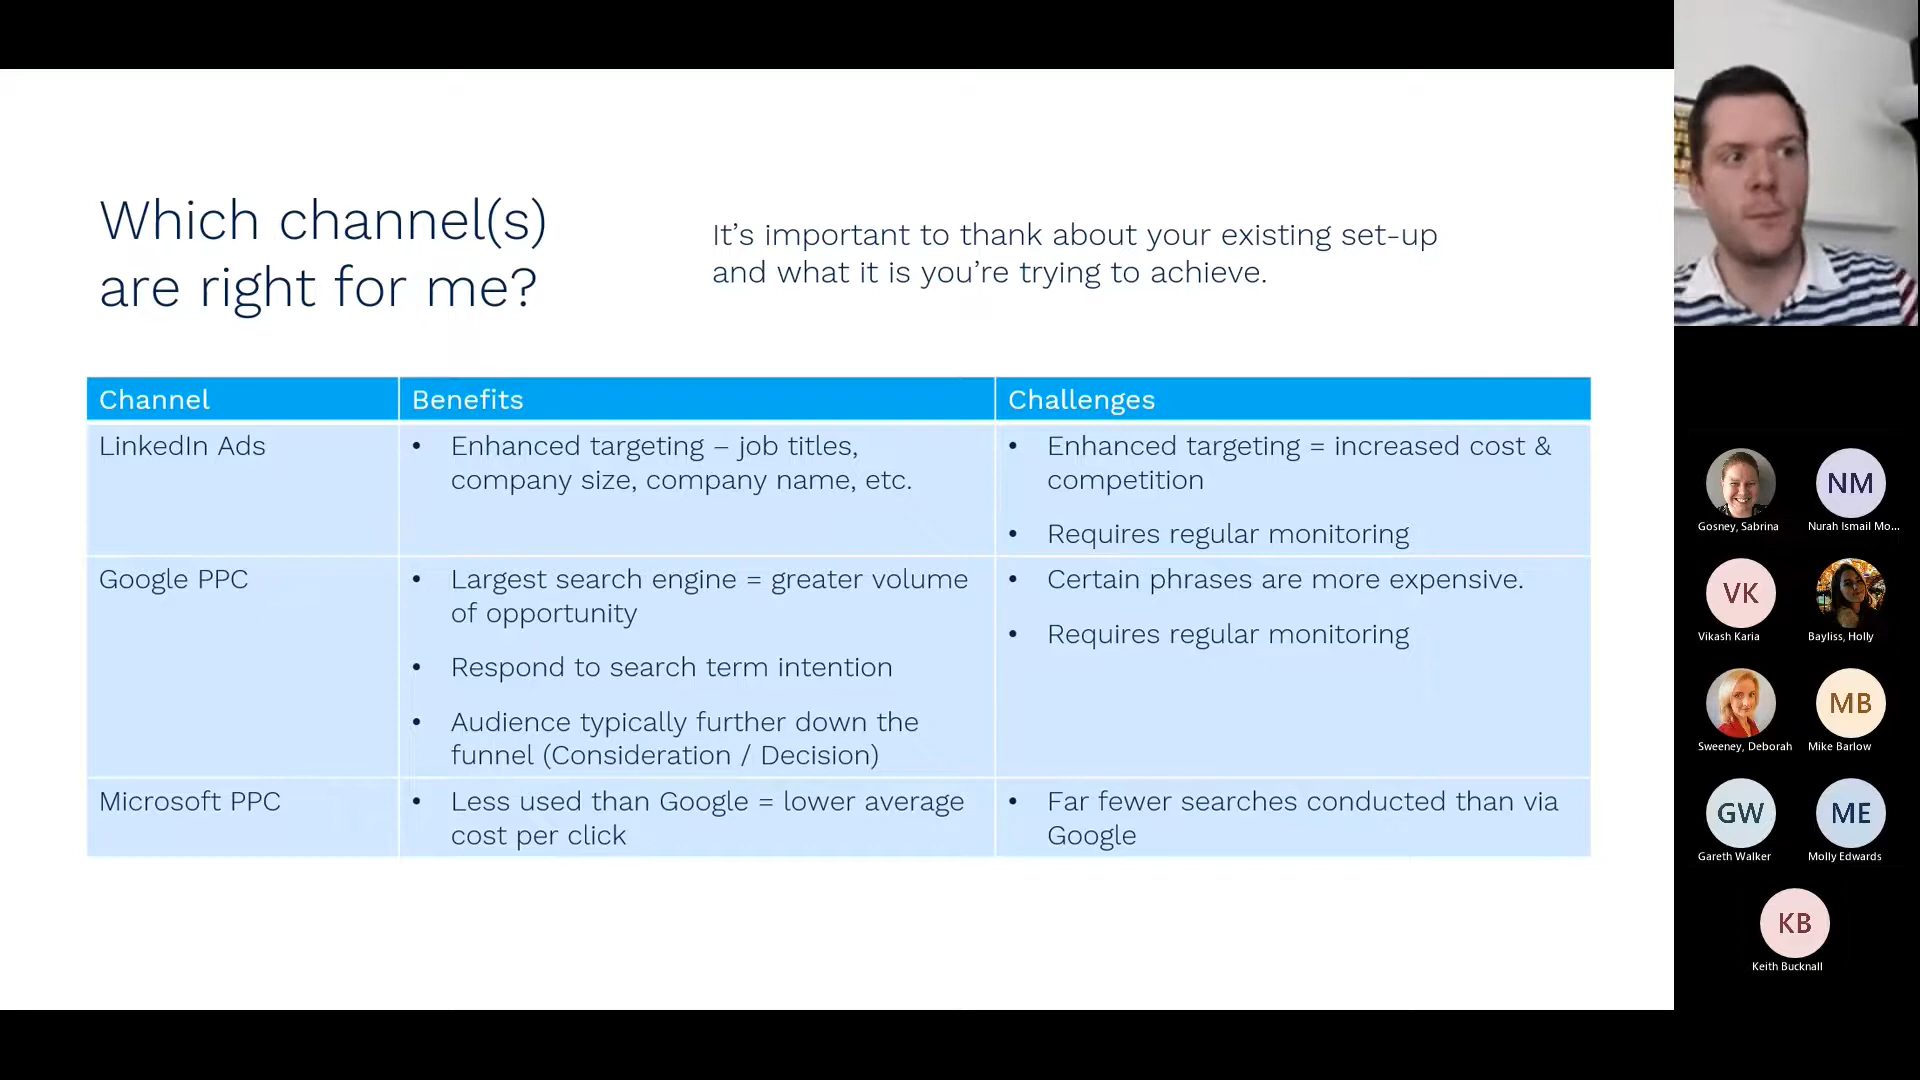 Which channel(s)
are right for me?
It's important to thank about your existing set-up
and what it is you're trying to achieve.
Channel
Benefits
Challenges
LinkedIn Ads
• Enhanced targeting – job titles,
company size, company name, etc.
• Enhanced targeting = increased cost &
competition
• Requires regular monitoring
Google PPC
• Largest search engine = greater volume
of opportunity
• Respond to search term intention
• Audience typically further down the
funnel (Consideration / Decision)
• Certain phrases are more expensive.
• Requires regular monitoring
Microsoft PPC
• Less used than Google = lower average
cost per click
• Far fewer searches conducted than via
Google
Gosney, Sabrina
NM
Nurah Ismail Mo...
VK
Vikash Karia
Bayliss, Holly
Sweeney, Deborah
MB
Mike Barlow
GW
Gareth Walker
ME
Molly Edwards
KB
Keith Bucknall